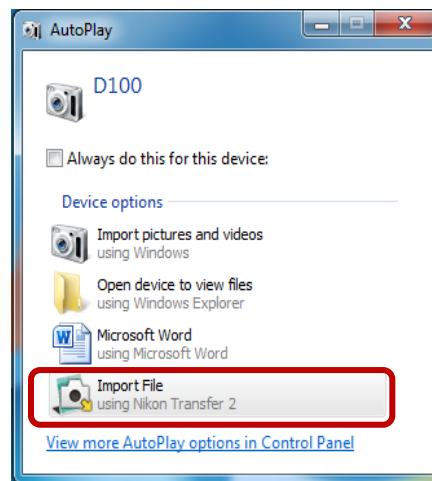 AutoPlay
D100
Always do this for this device:
Device options
Import pictures and videos
using Windows
Open device to view files
using Windows Explorer
Microsoft Word
using Microsoft Word
Import File
using Nikon Transfer 2
View more AutoPlay options in Control Panel